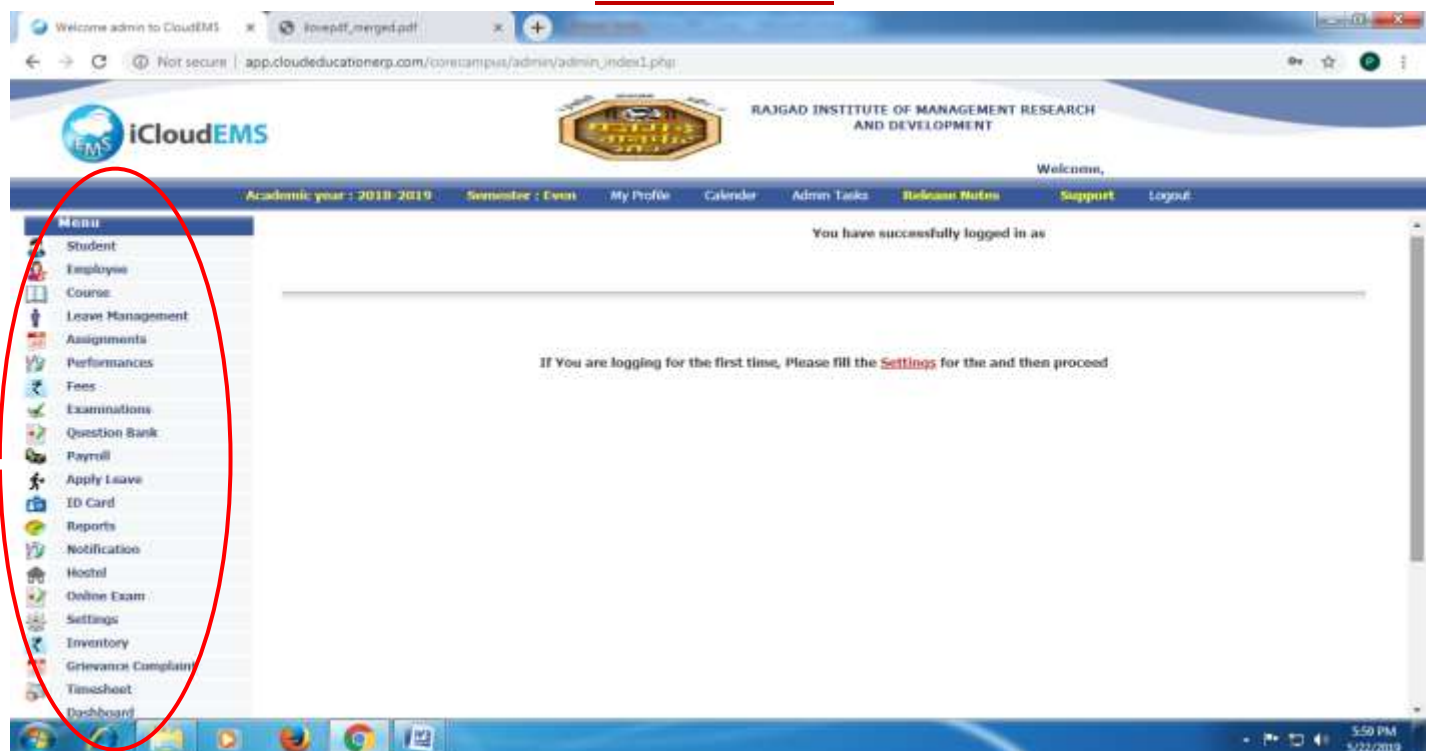 Welcome admin to CloudEMS
ilovepdf_merged.pdf
Not secure | app.cloudeducationerp.com/corecampus/admin/admin_index1.php
EMS
iCloudEMS
RAJGAD INSTITUTE OF MANAGEMENT RESEARCH
AND DEVELOPMENT
Welcome,
Academic year : 2018-2019 Semester : Even My Profile Calender Admin Tasks Release Notes Support Logout
Menu
Student
Employee
Course
Leave Management
Assignments
Performances
Fees
Examinations
Question Bank
Payroll
Apply Leave
ID Card
Reports
Notification
Hostel
Online Exam
Settings
Inventory
Grievance Complaint
Timesheet
Dashboard
You have successfully logged in as
If You are logging for the first time, Please fill the Settings for the and then proceed
5:50 PM
5/22/2019